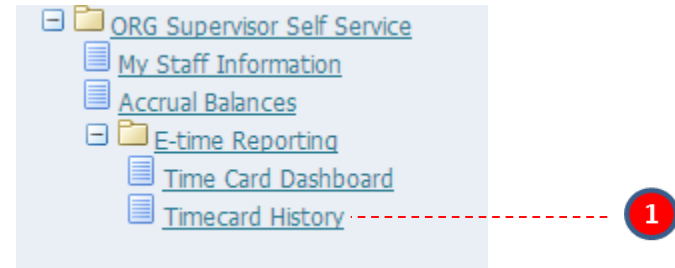 ORG Supervisor Self Service
My Staff Information
Accrual Balances
E-time Reporting
Time Card Dashboard
Timecard History 1